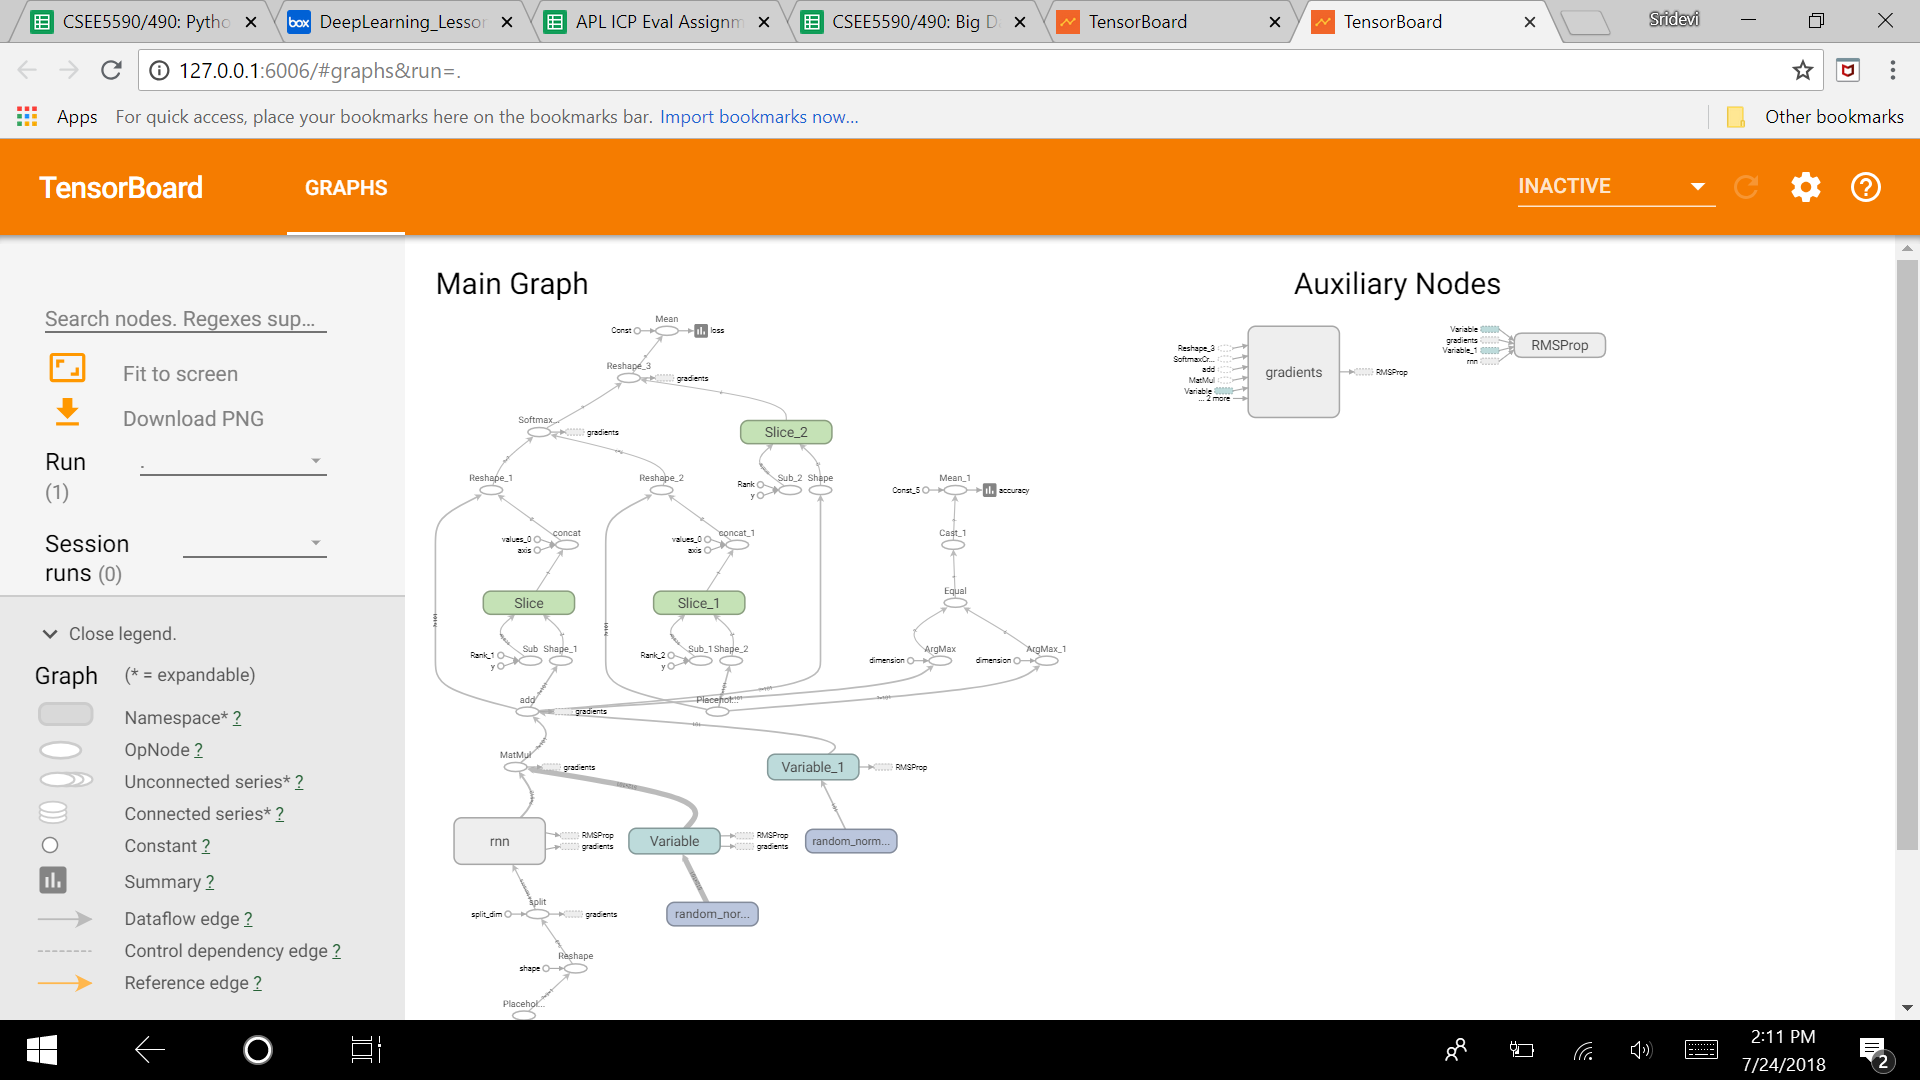 CSEE5590/490: Pytho
DeepLearning_Lesson
APL ICP Eval Assignm
CSEE5590/490: Big D
TensorBoard
TensorBoard
Sridevi
127.0.0.1:6006/#graphs&run=.
Apps
For quick access, place your bookmarks here on the bookmarks bar.
Import bookmarks now...
Other bookmarks
TensorBoard
GRAPHS
INACTIVE
Search nodes. Regexes sup...
Fit to screen
Download PNG
Run
(1)
.
Session
runs (0)
Close legend.
Graph
(* = expandable)
Namespace* ?
OpNode ?
Unconnected series* ?
Connected series* ?
Constant ?
Summary ?
Dataflow edge ?
Control dependency edge ?
Reference edge ?
Main Graph
Mean
Const
loss
Reshape_3
gradients
Softmax...
gradients
Slice_2
Reshape_1
Reshape_2
Rank
Sub_2
Shape
y
Mean_1
Const_5
accuracy
values_0
concat
axis
values_0
concat_1
axis
Cast_1
Slice
Slice_1
Equal
Rank_1
Sub
Shape_1
y
Rank_2
Sub_1
Shape_2
y
dimension
ArgMax
dimension
ArgMax_1
add
gradients
Placehol...
MatMul
gradients
Variable_1
RMSProp
rnn
RMSProp
gradients
Variable
RMSProp
gradients
random_norm...
split_dim
split
gradients
random_nor...
Reshape
shape
Placehol...
Auxiliary Nodes
Reshape_3
SoftmaxCr...
add
MatMul
Variable
... 2 more
gradients
RMSProp
Variable
gradients
Variable_1
rnn
RMSProp
2:11 PM
7/24/2018
2